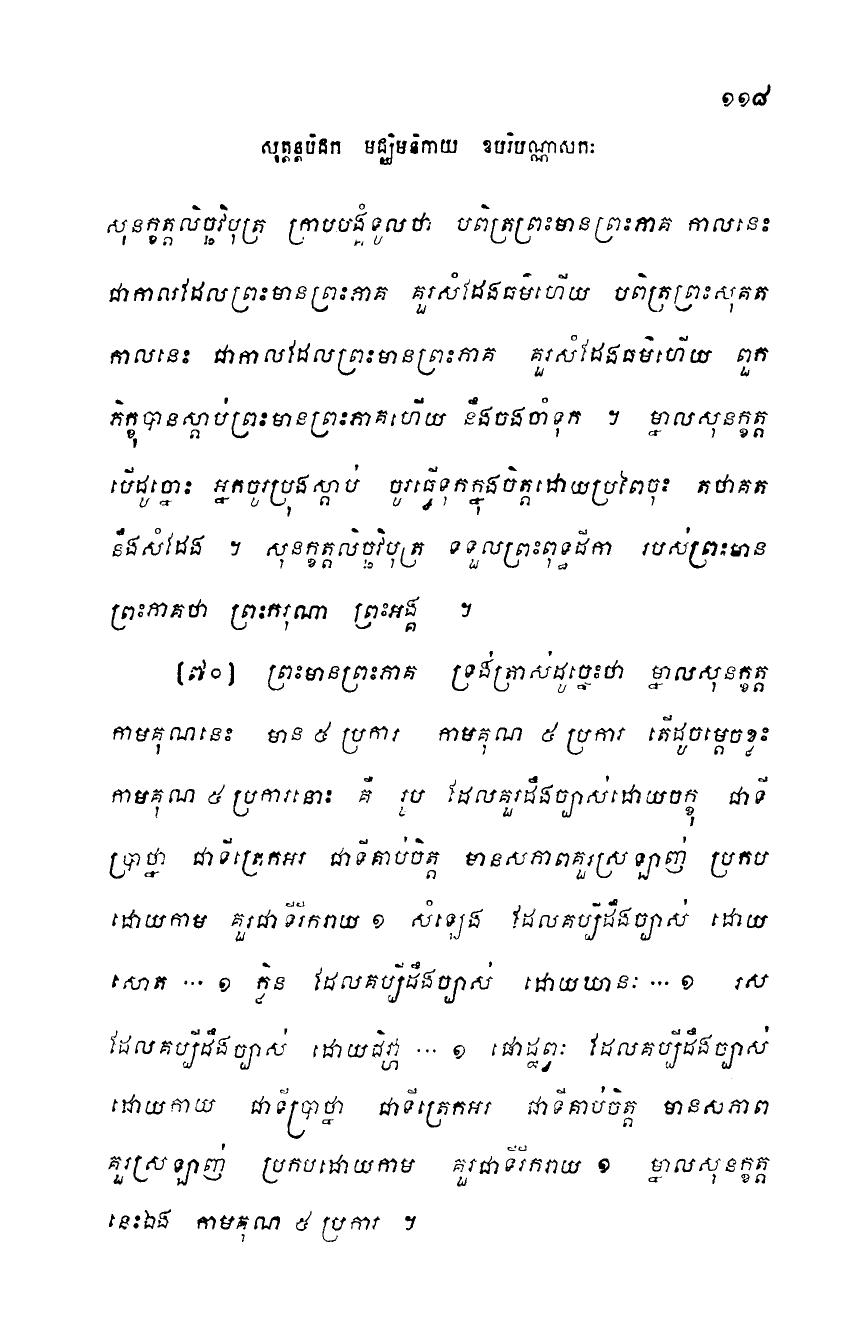 ១១៨
សុត្តន្តបិដក មជ្ឈិមនិកាយ ឧបរិបណ្ណាសកៈ
សុនក្ខត្តលិច្ឆវិបុត្រ ក្រាបបង្គំទូលថា បពិត្រព្រះមានព្រះភាគ កាលនេះ
ជាកាលដែលព្រះមានព្រះភាគ គួរសំដែងធម៌ហើយ បពិត្រព្រះសុគត
កាលនេះ ជាកាលដែលព្រះមានព្រះភាគ គួរសំដែងធម៌ហើយ ពួក
ភិក្ខុបានស្តាប់ព្រះមានព្រះភាគហើយ នឹងចងចាំទុក ។ ម្នាលសុនក្ខត្ត
បើដូច្នោះ អ្នកចូរប្រុងស្តាប់ ចូរធ្វើទុកក្នុងចិត្តដោយប្រពៃចុះ តថាគត
នឹងសំដែង ។ សុនក្ខត្តលិច្ឆវិបុត្រ ទទួលព្រះពុទ្ធដីកា របស់ព្រះមាន
ព្រះភាគថា ព្រះករុណា ព្រះអង្គ ។
[៧០] ព្រះមានព្រះភាគ ទ្រង់ត្រាស់ដូច្នេះថា ម្នាលសុនក្ខត្ត
កាមគុណនេះ មាន ៥ ប្រការ កាមគុណ ៥ ប្រការ តើដូចម្តេចខ្លះ
កាមគុណ ៥ ប្រការនោះ គឺ រូប ដែលគួរដឹងច្បាស់ដោយចក្ខុ ជាទី
ប្រាថ្នា ជាទីត្រេកអរ ជាទីគាប់ចិត្ត មានសភាពគួរស្រឡាញ់ ប្រកប
ដោយកាម គួរជាទីរីករាយ ១ សំឡេង ដែលគប្បីដឹងច្បាស់ ដោយ
សោត ... ១ ក្លិន ដែលគប្បីដឹងច្បាស់ ដោយឃានៈ ... ១ រស
ដែលគប្បីដឹងច្បាស់ ដោយជិវ្ហា ... ១ ផោដ្ឋព្វៈ ដែលគប្បីដឹងច្បាស់
ដោយកាយ ជាទីប្រាថ្នា ជាទីត្រេកអរ ជាទីគាប់ចិត្ត មានសភាព
គួរស្រឡាញ់ ប្រកបដោយកាម គួរជាទីរីករាយ ១ ម្នាលសុនក្ខត្ត
នេះឯង កាមគុណ ៥ ប្រការ ។